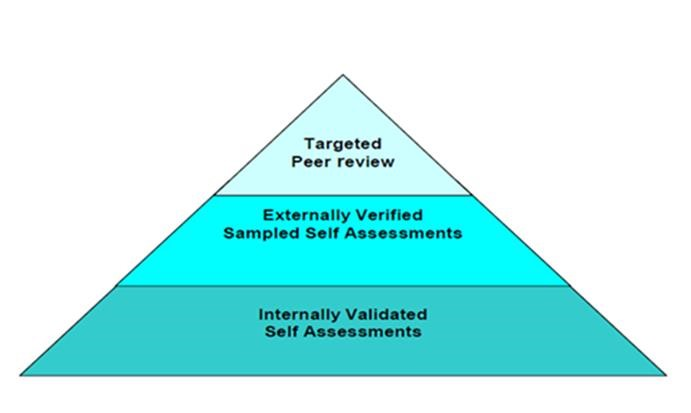 Targeted
Peer review
Externally Verified
Sampled Self Assessments
Internally Validated
Self Assessments